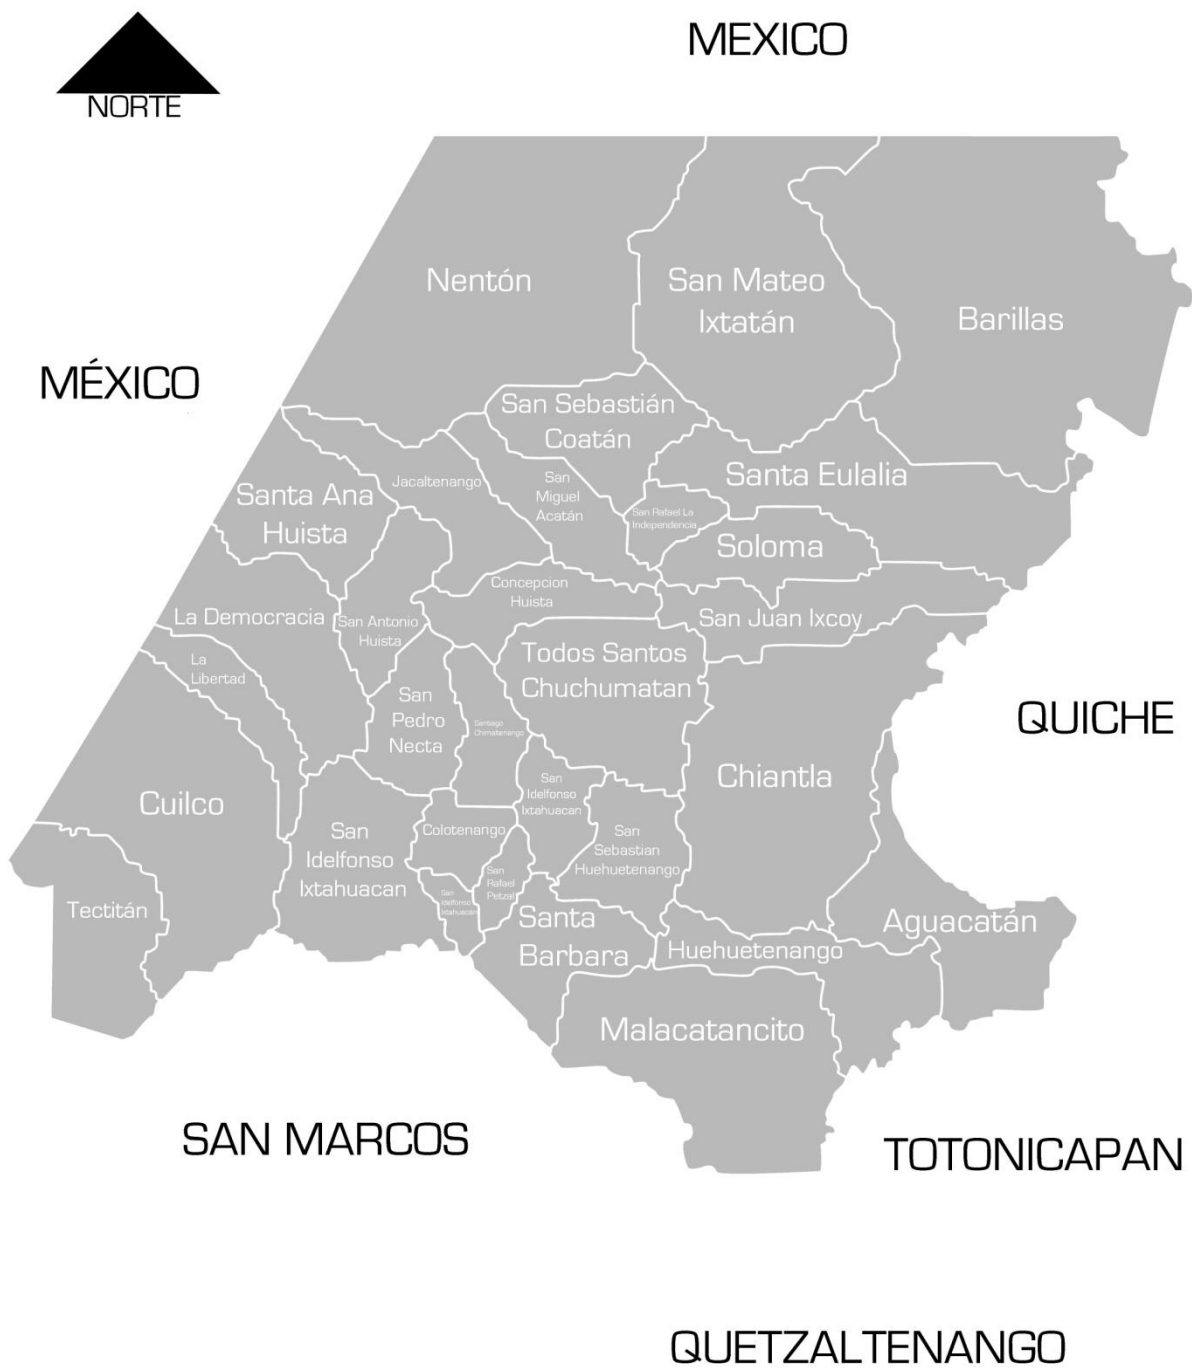 MEXICO
NORTE
Nentón
San Mateo
Ixtatán
Barillas
MÉXICO
San Sebastián
Coatán
Santa Eulalia
Jacaltenango
San
Miguel
Acatán
Santa Ana
Huista
San Rafael La
Independencia
Soloma
Concepcion
Huista
La Democracia
San Antonio
Huista
San Juan Ixcoy
Todos Santos
Chuchumatan
La
Libertad
San
Pedro
Necta
Santiago
Chimaltenango
QUICHE
Chiantla
Cuilco
San
Idelfonso
Ixtahuacan
San
Idelfonso
Ixtahuacan
Colotenango
San
Sebastian
Huehuetenango
San
Rafael
Petzal
San
Idelfonso
Ixtahuacan
Tectitán
Santa
Barbara
Aguacatán
Huehuetenango
Malacatancito
SAN MARCOS
TOTONICAPAN
QUETZALTENANGO